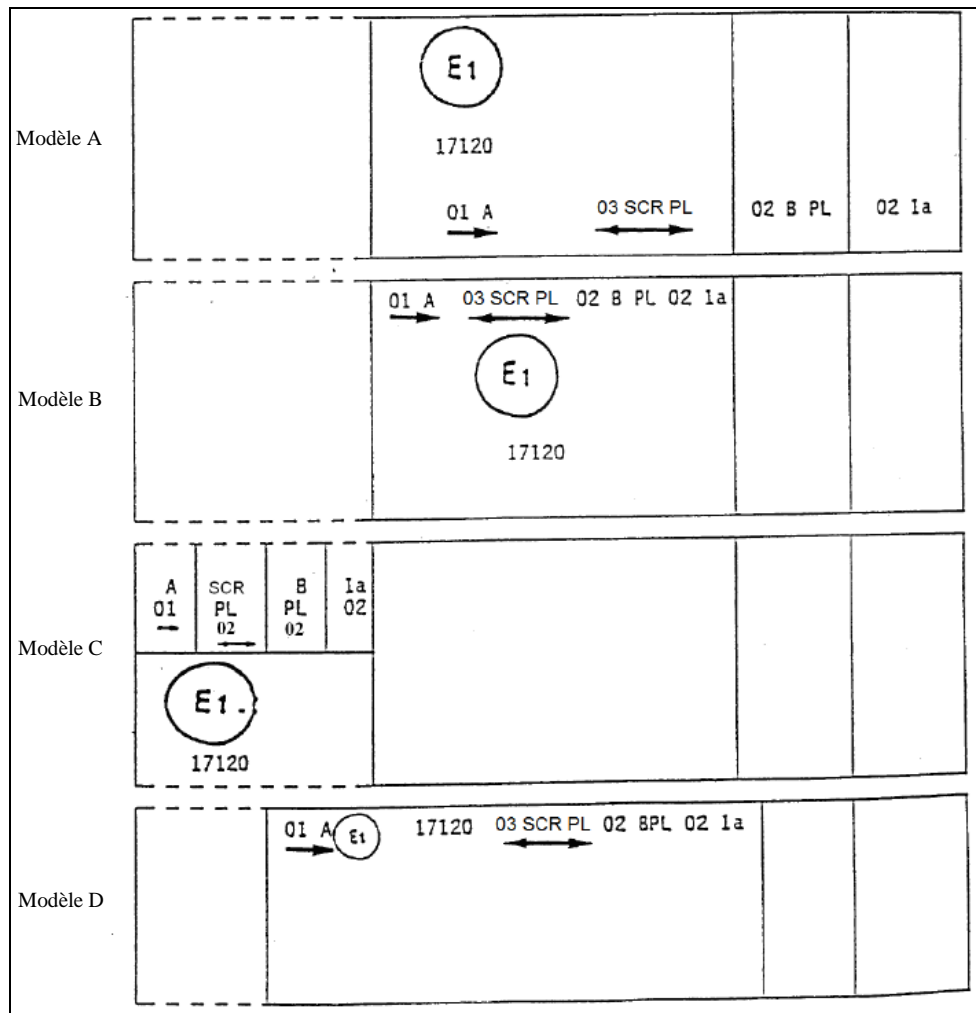 E1
Modèle A
17120
01 A 03 SCR PL 02 B PL 02 Ia
01 A 03 SCR PL 02 B PL 02 Ia
E1
Modèle B
17120
A SCR B Ia
01 PL PL 02
02 02
Modèle C
E1
17120
01 A E1 17120 03 SCR PL 02 BPL 02 Ia
Modèle D